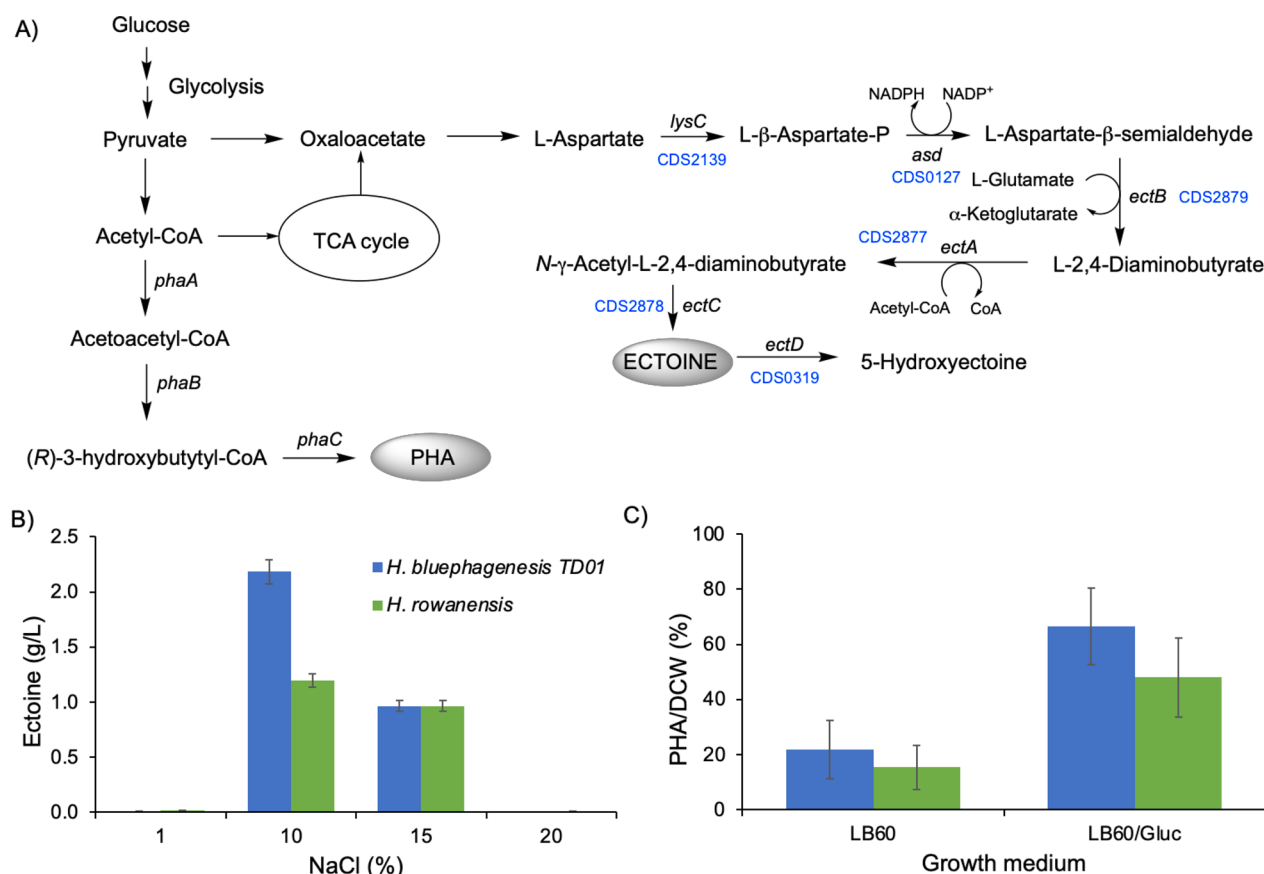 A)
Glucose
Glycolysis
Pyruvate
Oxaloacetate
L-Aspartate
lysC
CDS2139
L-β-Aspartate-P
NADPH
NADP+
asd
CDS0127
L-Aspartate-β-semialdehyde
L-Glutamate
α-Ketoglutarate
ectB
CDS2879
Acetyl-CoA
TCA cycle
CDS2877
ectA
N-γ-Acetyl-L-2,4-diaminobutyrate
L-2,4-Diaminobutyrate
Acetyl-CoA
CoA
phaA
CDS2878
ectC
Acetoacetyl-CoA
ECTOINE
ectD
CDS0319
5-Hydroxyectoine
phaB
(R)-3-hydroxybutytyl-CoA
phaC
PHA
B)
2.5
2.0
1.5
1.0
0.5
0.0
Ectoine (g/L)
H. bluephagenesis TD01
H. rowanensis
1
10
15
20
NaCl (%)
C)
100
80
60
40
20
0
PHA/DCW (%)
LB60
LB60/Gluc
Growth medium